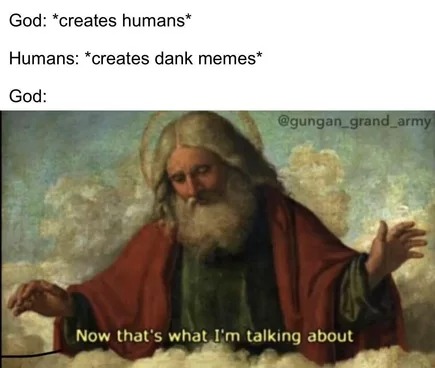 God: *creates humans*
Humans: *creates dank memes*
God:
@gungan_grand_army
Now that's what I'm talking about